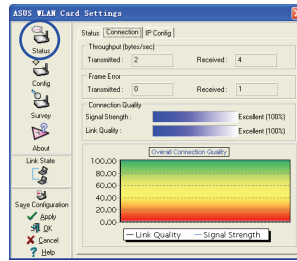 ASUS WLAN Card Settings
Status
Config
Survey
About
Link State
Save Configuration
Apply
OK
Cancel
Help
Status Connection IP Config
Throughput (bytes/sec)
Transmitted: 2 Received: 4
Frame Error
Transmitted: 0 Received: 1
Connection Quality
Signal Strength: Excellent (100%)
Link Quality: Excellent (100%)
Overall Connection Quality
100.00
80.00
60.00
40.00
20.00
0.00
Link Quality Signal Strength